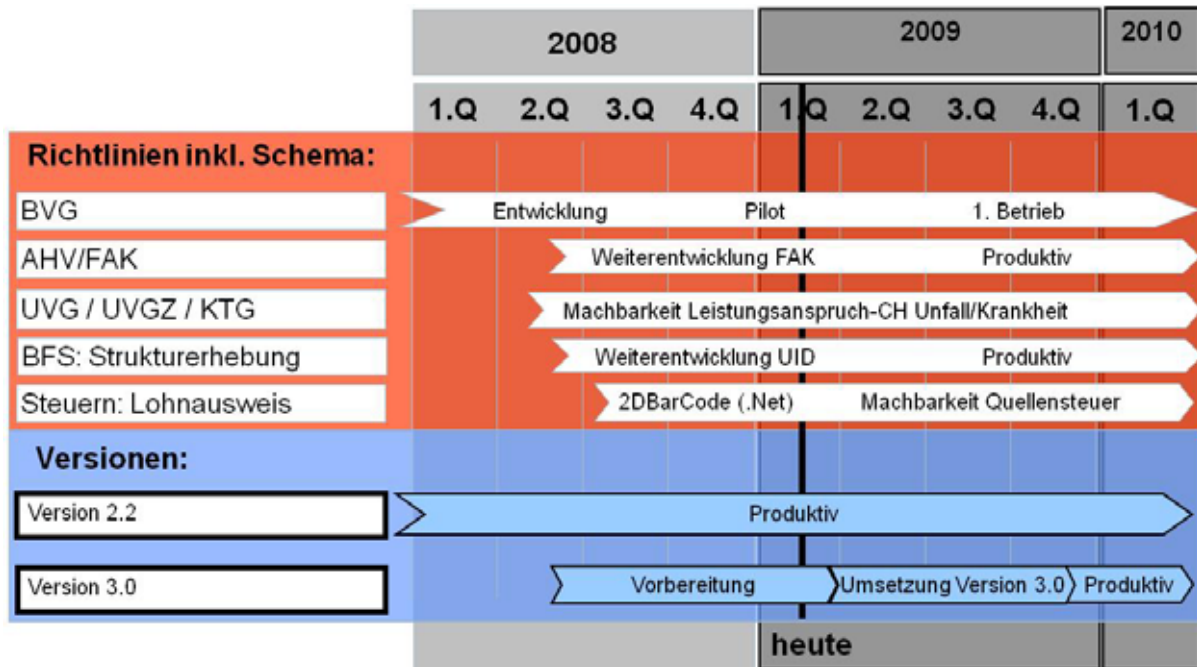 2008 2009 2010
1.Q 2.Q 3.Q 4.Q 1.Q 2.Q 3.Q 4.Q 1.Q
Richtlinien inkl. Schema:
BVG Entwicklung Pilot 1. Betrieb
AHV/FAK Weiterentwicklung FAK Produktiv
UVG / UVGZ / KTG Machbarkeit Leistungsanspruch-CH Unfall/Krankheit
BFS: Strukturerhebung Weiterentwicklung UID Produktiv
Steuern: Lohnausweis 2DBarCode (.Net) Machbarkeit Quellensteuer
Versionen:
Version 2.2 Produktiv
Version 3.0 Vorbereitung Umsetzung Version 3.0 Produktiv
heute